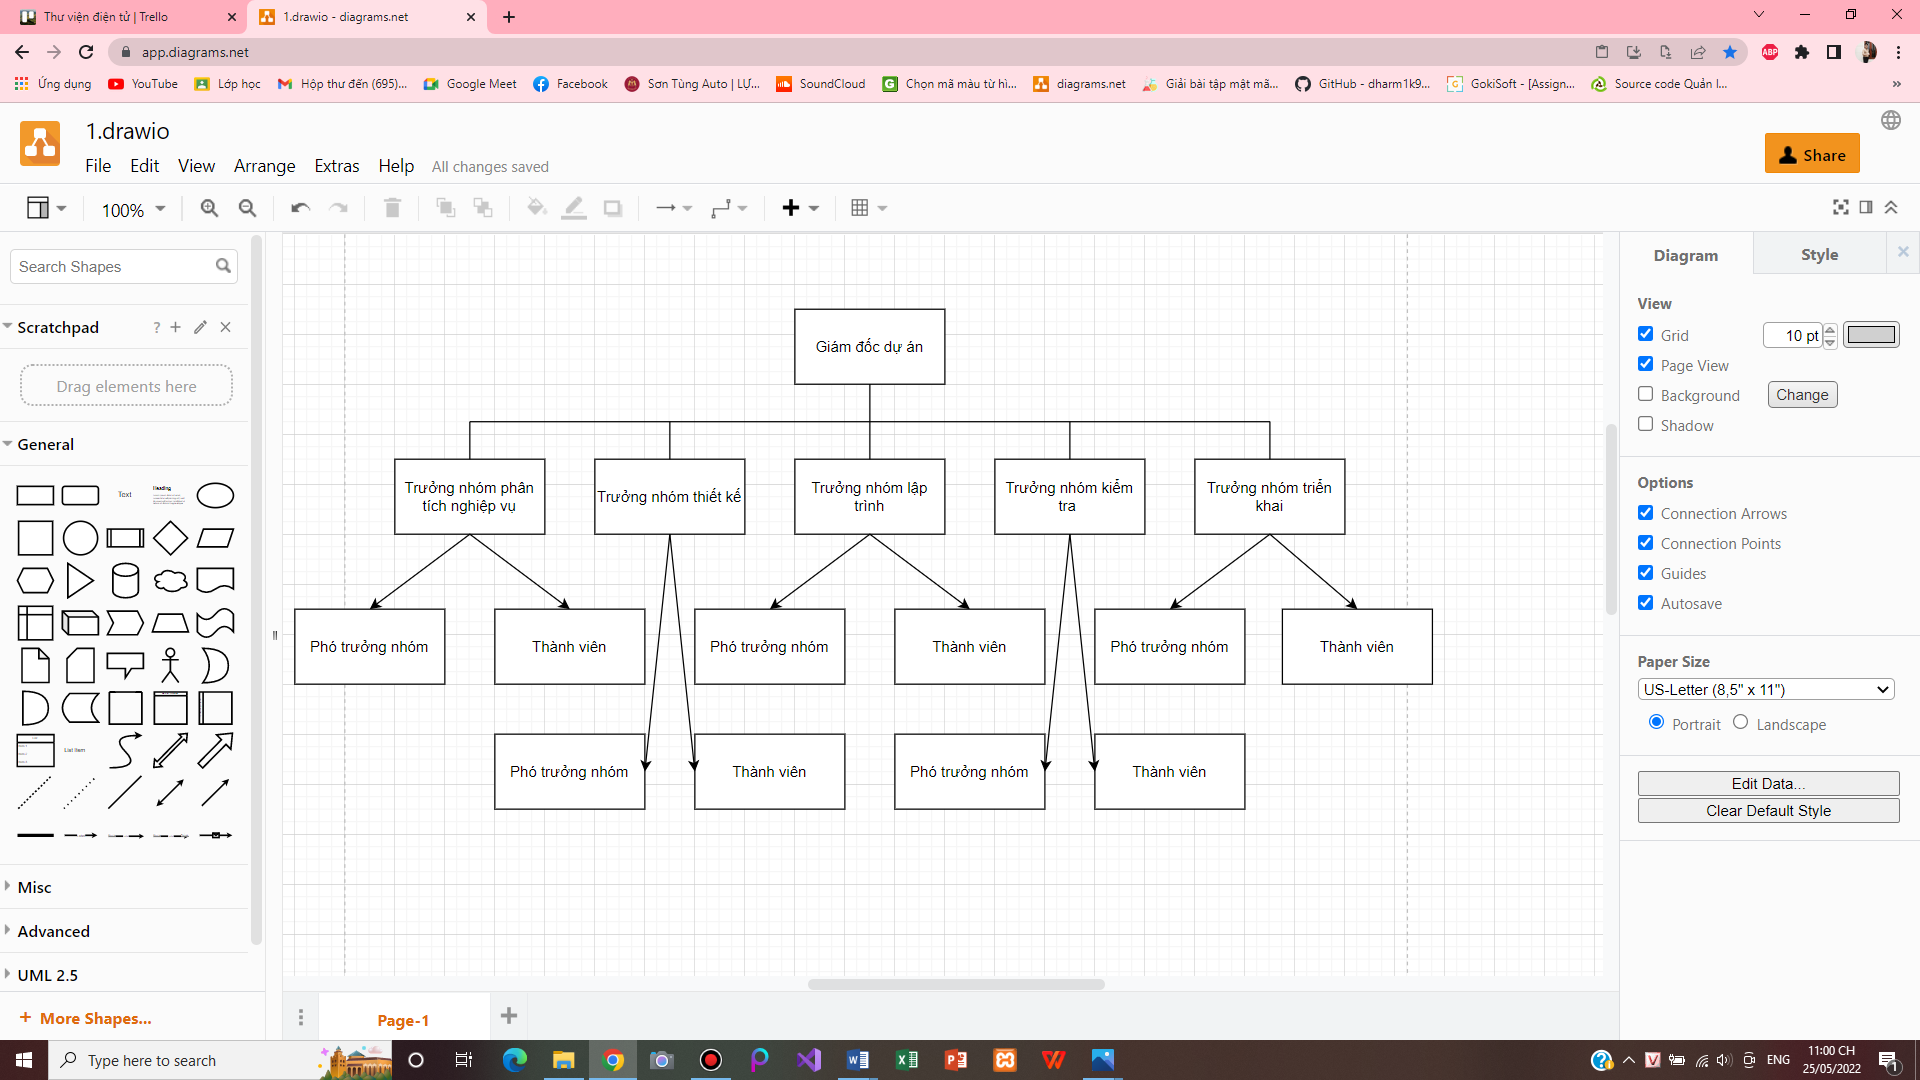 Thư viện điện tử | Trello
1.drawio - diagrams.net
app.diagrams.net
ABP
Ứng dụng
YouTube
Lớp học
Hộp thư đến (695)...
Google Meet
Facebook
Sơn Tùng Auto | LỰ...
SoundCloud
Chọn mã màu từ hì...
diagrams.net
Giải bài tập mật mã...
GitHub - dharm1k9...
GokiSoft - [Assign...
Source code Quản l...
»
1.drawio
File Edit View Arrange Extras Help All changes saved
Share
100%
Search Shapes
Scratchpad
?
Drag elements here
General
Text
Heading
List Item
Misc
Advanced
UML 2.5
+ More Shapes...
Giám đốc dự án
Trưởng nhóm phân
tích nghiệp vụ
Trưởng nhóm thiết kế
Trưởng nhóm lập
trình
Trưởng nhóm kiểm
tra
Trưởng nhóm triển
khai
Phó trưởng nhóm
Thành viên
Phó trưởng nhóm
Thành viên
Phó trưởng nhóm
Thành viên
Phó trưởng nhóm
Thành viên
Phó trưởng nhóm
Thành viên
Page-1
Diagram
Style
View
Grid
10 pt
Page View
Background
Change
Shadow
Options
Connection Arrows
Connection Points
Guides
Autosave
Paper Size
US-Letter (8,5" x 11")
Portrait
Landscape
Edit Data...
Clear Default Style
Type here to search
ENG
11:00 CH
25/05/2022
1